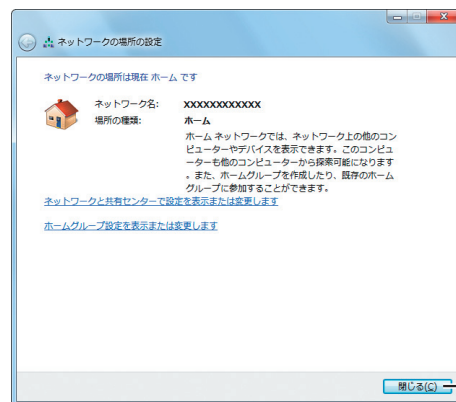 ネットワークの場所の設定
ネットワークの場所は現在 ホーム です
ネットワーク名: XXXXXXXXXXXX
場所の種類: ホーム
ホーム ネットワークでは、ネットワーク上の他のコン
ピューターやデバイスを表示できます。このコンピュ
ーターも他のコンピューターから探索可能になります
。また、ホームグループを作成したり、既存のホーム
グループに参加することができます。
ネットワークと共有センターで設定を表示または変更します
ホームグループ設定を表示または変更します
閉じる(C)